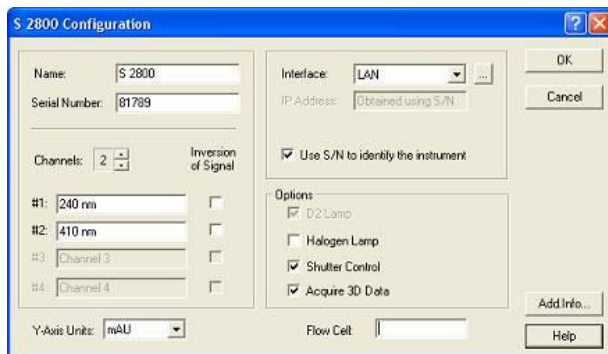 S 2800 Configuration
Name: S 2800
Serial Number: 81789
Channels: 2
Inversion of Signal
#1: 240 nm
#2: 410 nm
#3 Channel 3
#4 Channel 4
Y-Axis Units: mAU
Interface: LAN ...
IP Address: Obtained using S/N
Use S/N to identify the instrument
Options
D2 Lamp
Halogen Lamp
Shutter Control
Acquire 3D Data
Flow Cell:
OK
Cancel
Add.Info...
Help